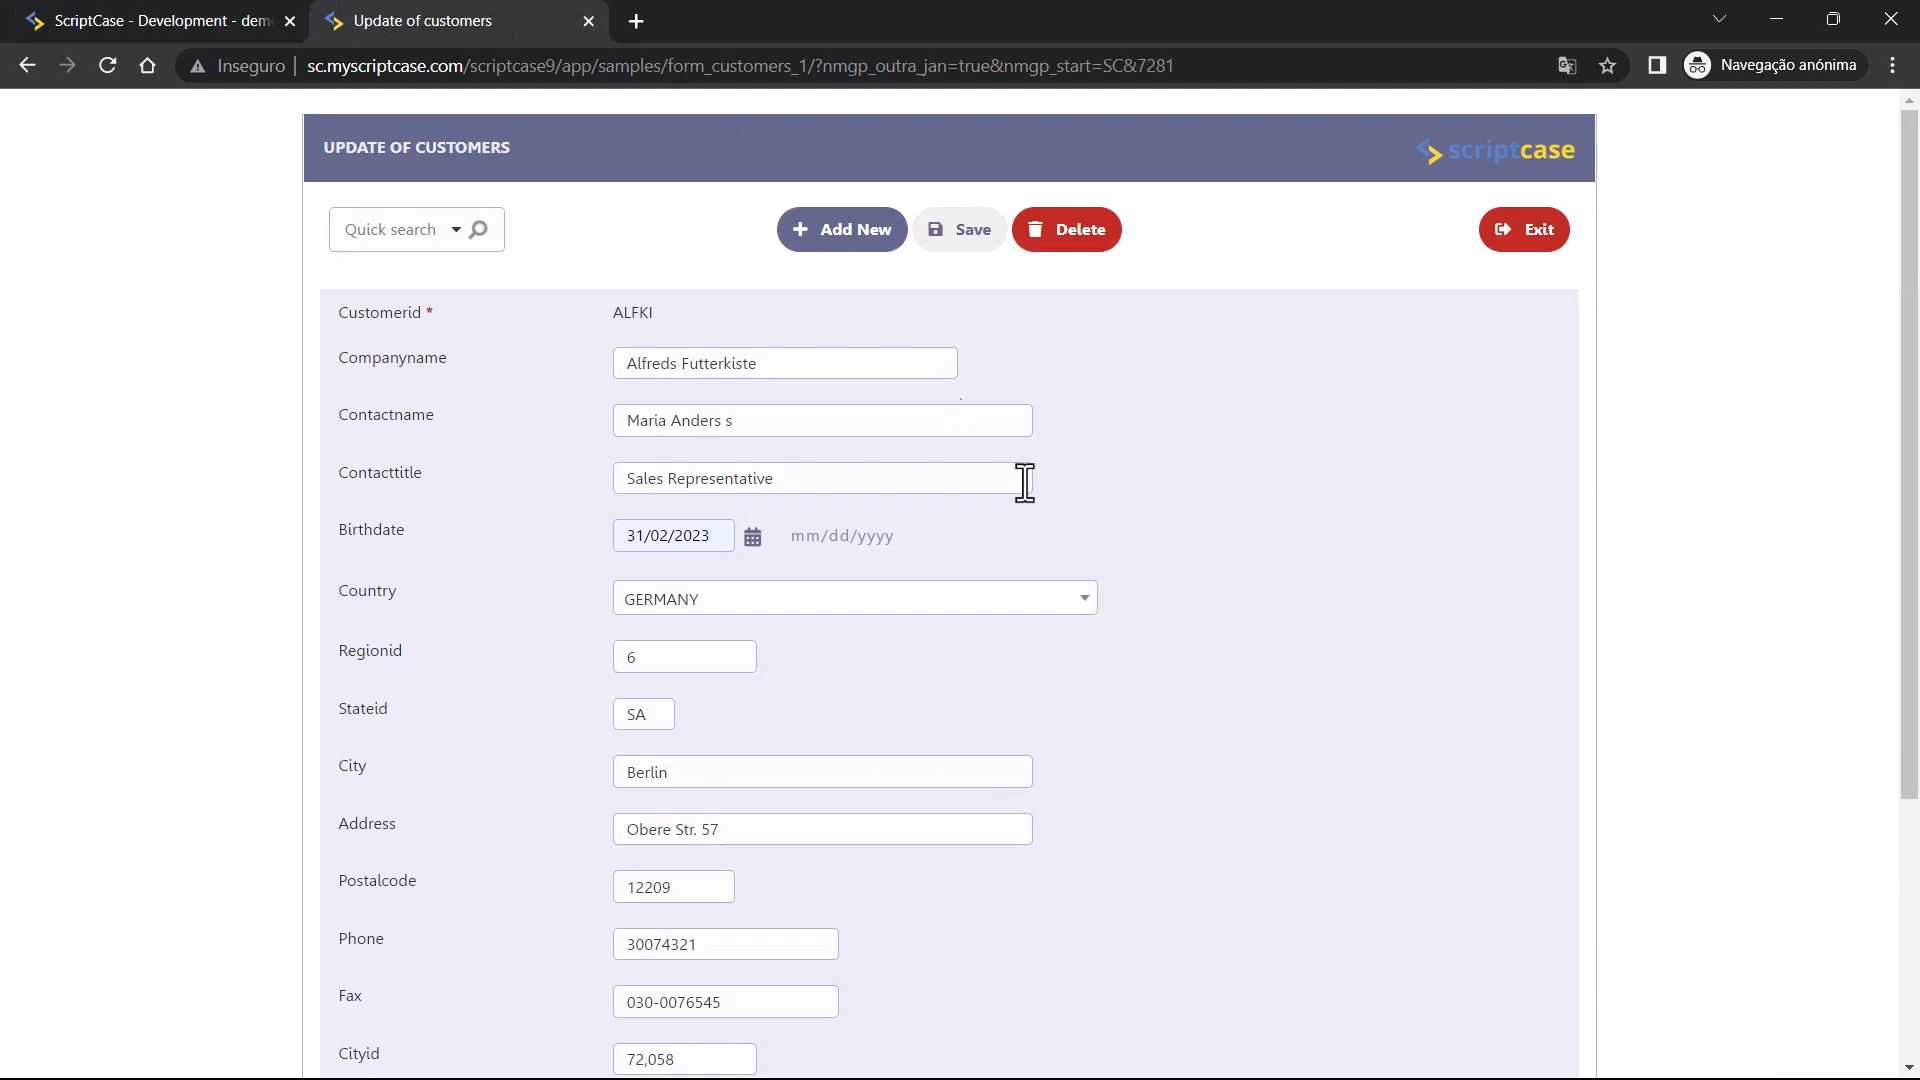 ScriptCase - Development - dem
Update of customers
Inseguro
sc.myscriptcase.com/scriptcase9/app/samples/form_customers_1/?nmgp_outra_jan=true&nmgp_start=SC&7281
Navegação anónima
UPDATE OF CUSTOMERS
scriptcase
Quick search
Add New
Save
Delete
Exit
Customerid *
ALFKI
Companyname
Alfreds Futterkiste
Contactname
Maria Anders s
Contacttitle
Sales Representative
Birthdate
31/02/2023
mm/dd/yyyy
Country
GERMANY
Regionid
6
Stateid
SA
City
Berlin
Address
Obere Str. 57
Postalcode
12209
Phone
30074321
Fax
030-0076545
Cityid
72,058